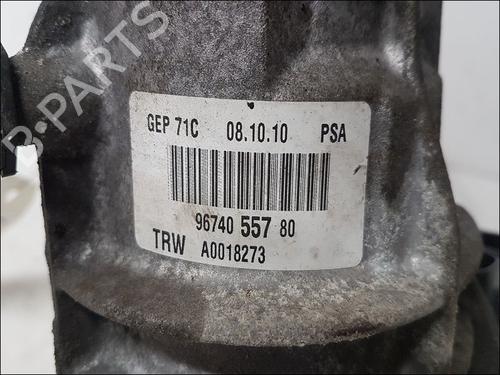 B-PARTS
GEP 71C 08.10.10 PSA
96740 557 80
TRW A0018273